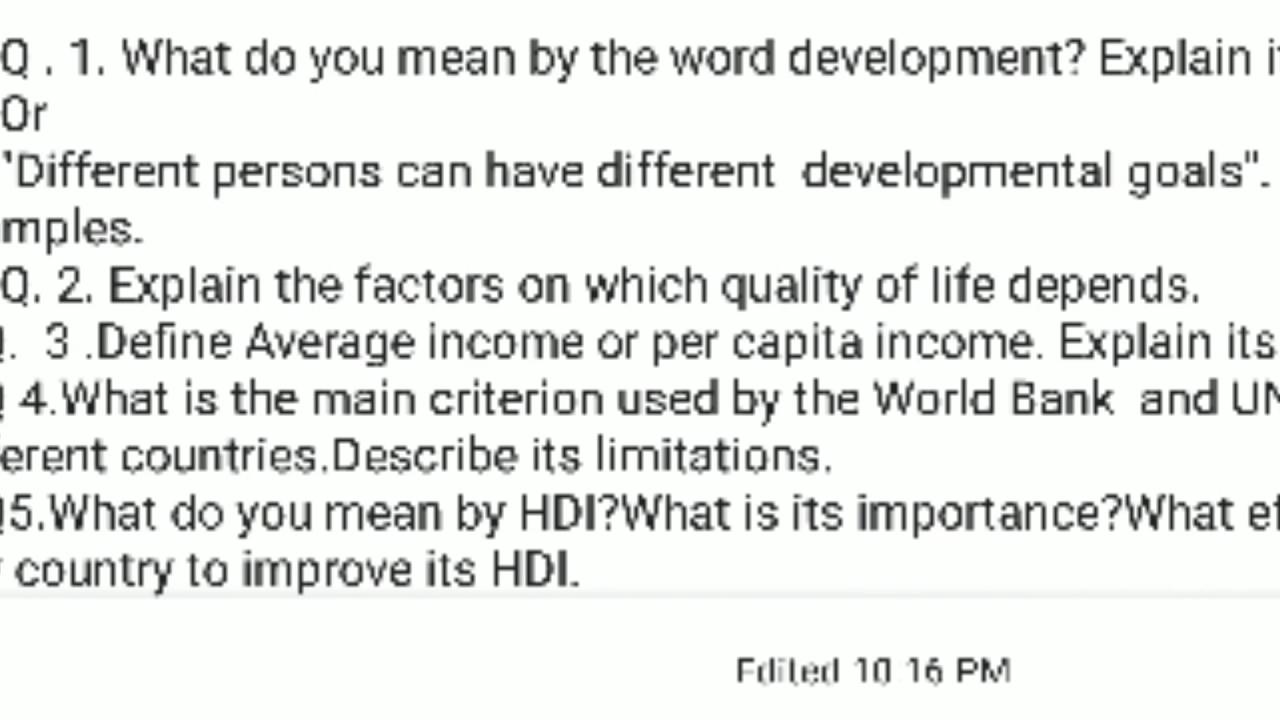 Q . 1. What do you mean by the word development? Explain i
Or
"Different persons can have different developmental goals".
mples.
Q. 2. Explain the factors on which quality of life depends.
. 3 .Define Average income or per capita income. Explain its
4.What is the main criterion used by the World Bank and UN
erent countries.Describe its limitations.
5.What do you mean by HDI?What is its importance?What ef
country to improve its HDI.
Edited 10 16 PM